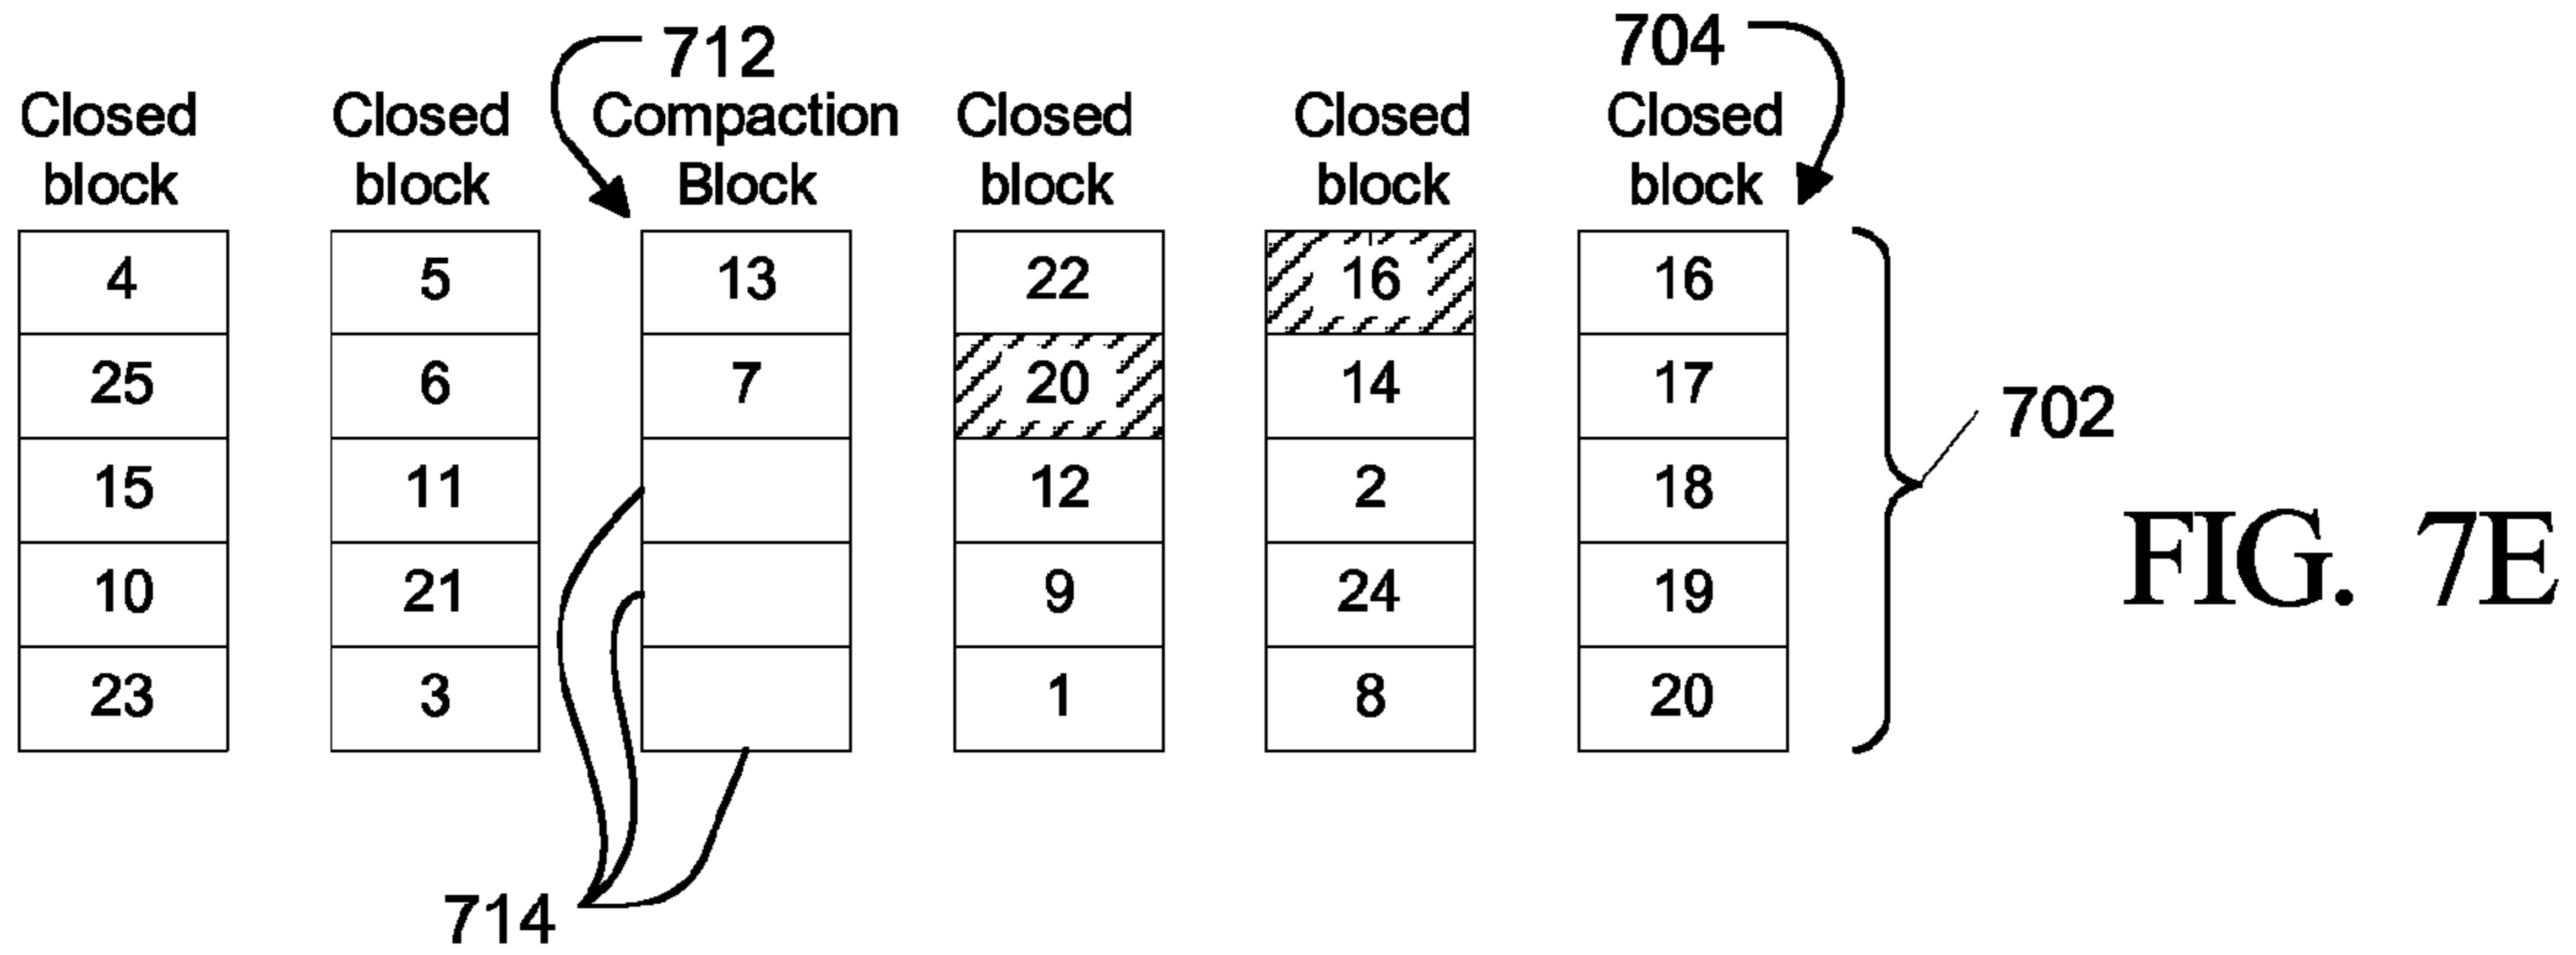 712
704
Closed Closed Compaction Closed Closed Closed
block block Block block block block
4 5 13 22 16 16
25 6 7 20 14 17
702
15 11 12 2 18
10 21 9 24 19
23 3 1 8 20
714
FIG. 7E